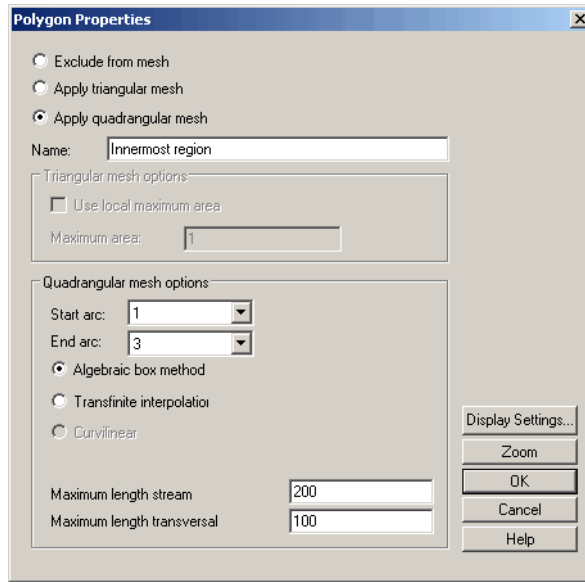 Polygon Properties
Exclude from mesh
Apply triangular mesh
Apply quadrangular mesh
Name: Innermost region
Triangular mesh options
Use local maximum area
Maximum area: 1
Quadrangular mesh options
Start arc: 1
End arc: 3
Algebraic box method
Transfinite interpolation
Curvilinear
Maximum length stream 200
Maximum length transversal 100
Display Settings...
Zoom
OK
Cancel
Help